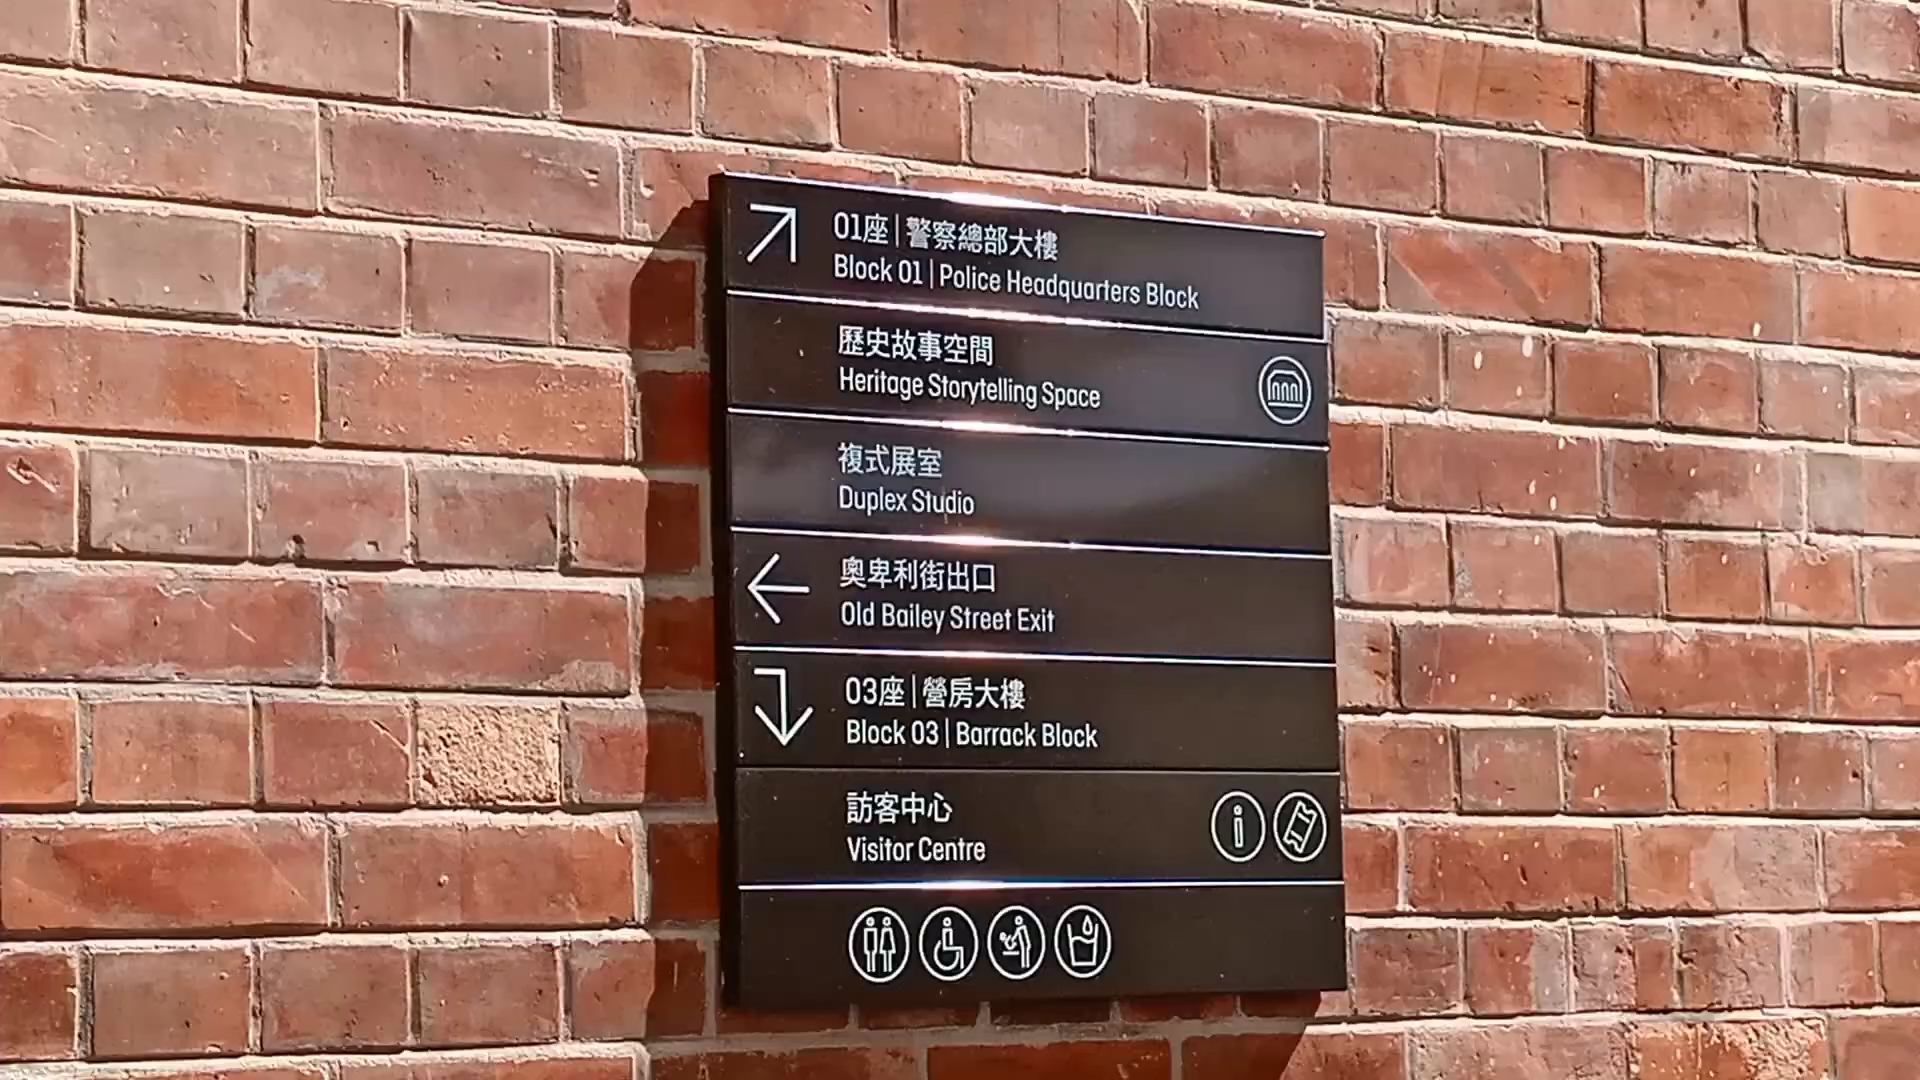 01座 | 警察總部大樓
Block 01 | Police Headquarters Block
歷史故事空間
Heritage Storytelling Space
複式展室
Duplex Studio
奧卑利街出口
Old Bailey Street Exit
03座 | 營房大樓
Block 03 | Barrack Block
訪客中心
Visitor Centre